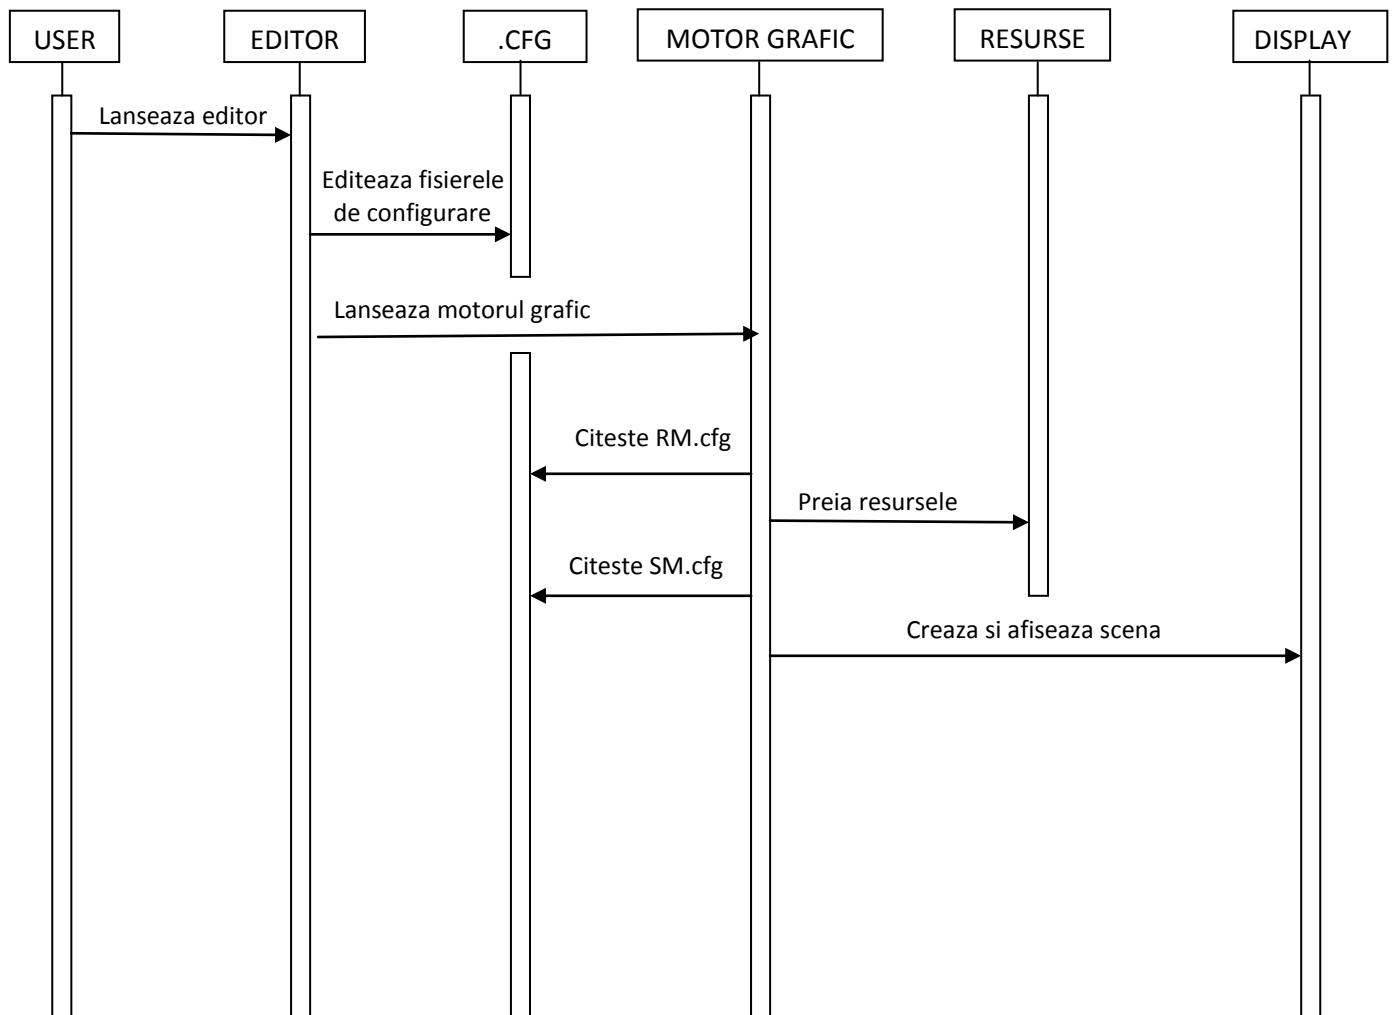 USER
EDITOR
.CFG
MOTOR GRAFIC
RESURSE
DISPLAY
Lanseaza editor
Editeaza fisierele
de configurare
Lanseaza motorul grafic
Citeste RM.cfg
Preia resursele
Citeste SM.cfg
Creaza si afiseaza scena